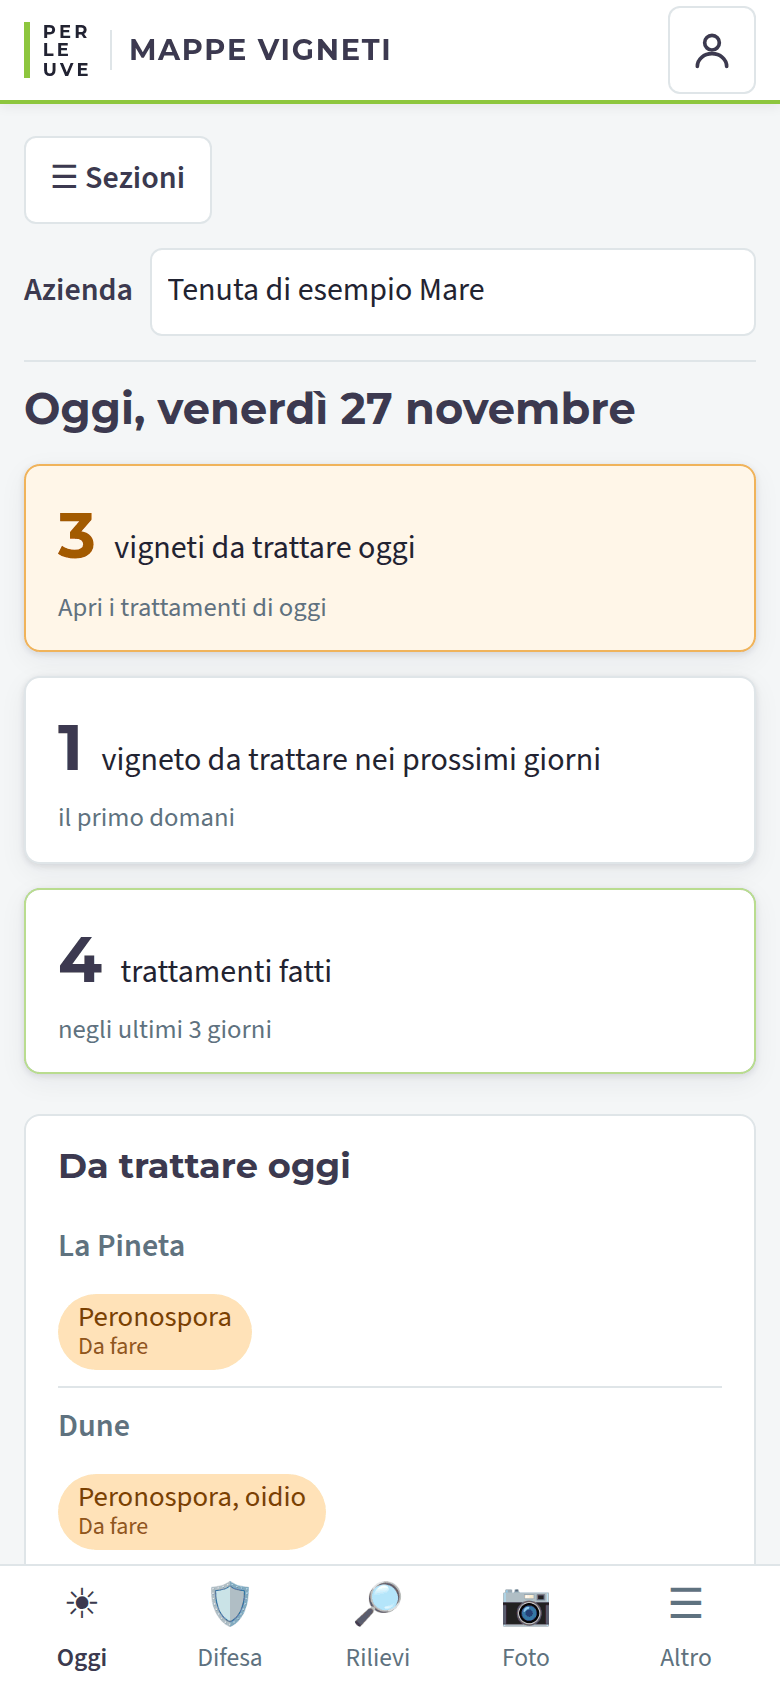 PER
LE
UVE
MAPPE VIGNETI
☰ Sezioni
Azienda
Tenuta di esempio Mare
Oggi, venerdì 27 novembre
3 vigneti da trattare oggi
Apri i trattamenti di oggi
1 vigneto da trattare nei prossimi giorni
il primo domani
4 trattamenti fatti
negli ultimi 3 giorni
Da trattare oggi
La Pineta
Peronospora
Da fare
Dune
Peronospora, oidio
Da fare
Oggi
Difesa
Rilievi
Foto
Altro